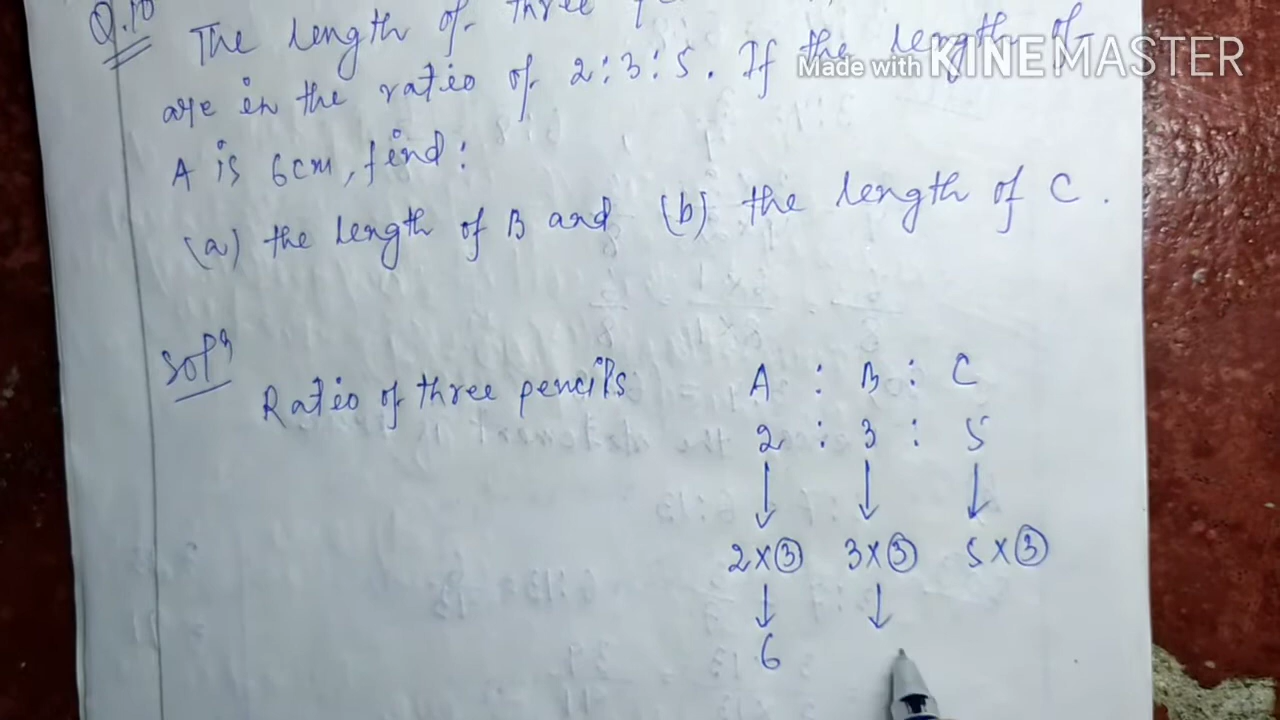 Q.10
The length of three
are in the ratio of 2:3:5. If the length of
Made with KINEMASTER
A is 6cm, find:
(a) the length of B and (b) the length of C.
Solⁿ
Ratio of three pencils A : B : C
2 : 3 : 5
↓ ↓ ↓
2×③ 3×③ 5×③
↓ ↓
6